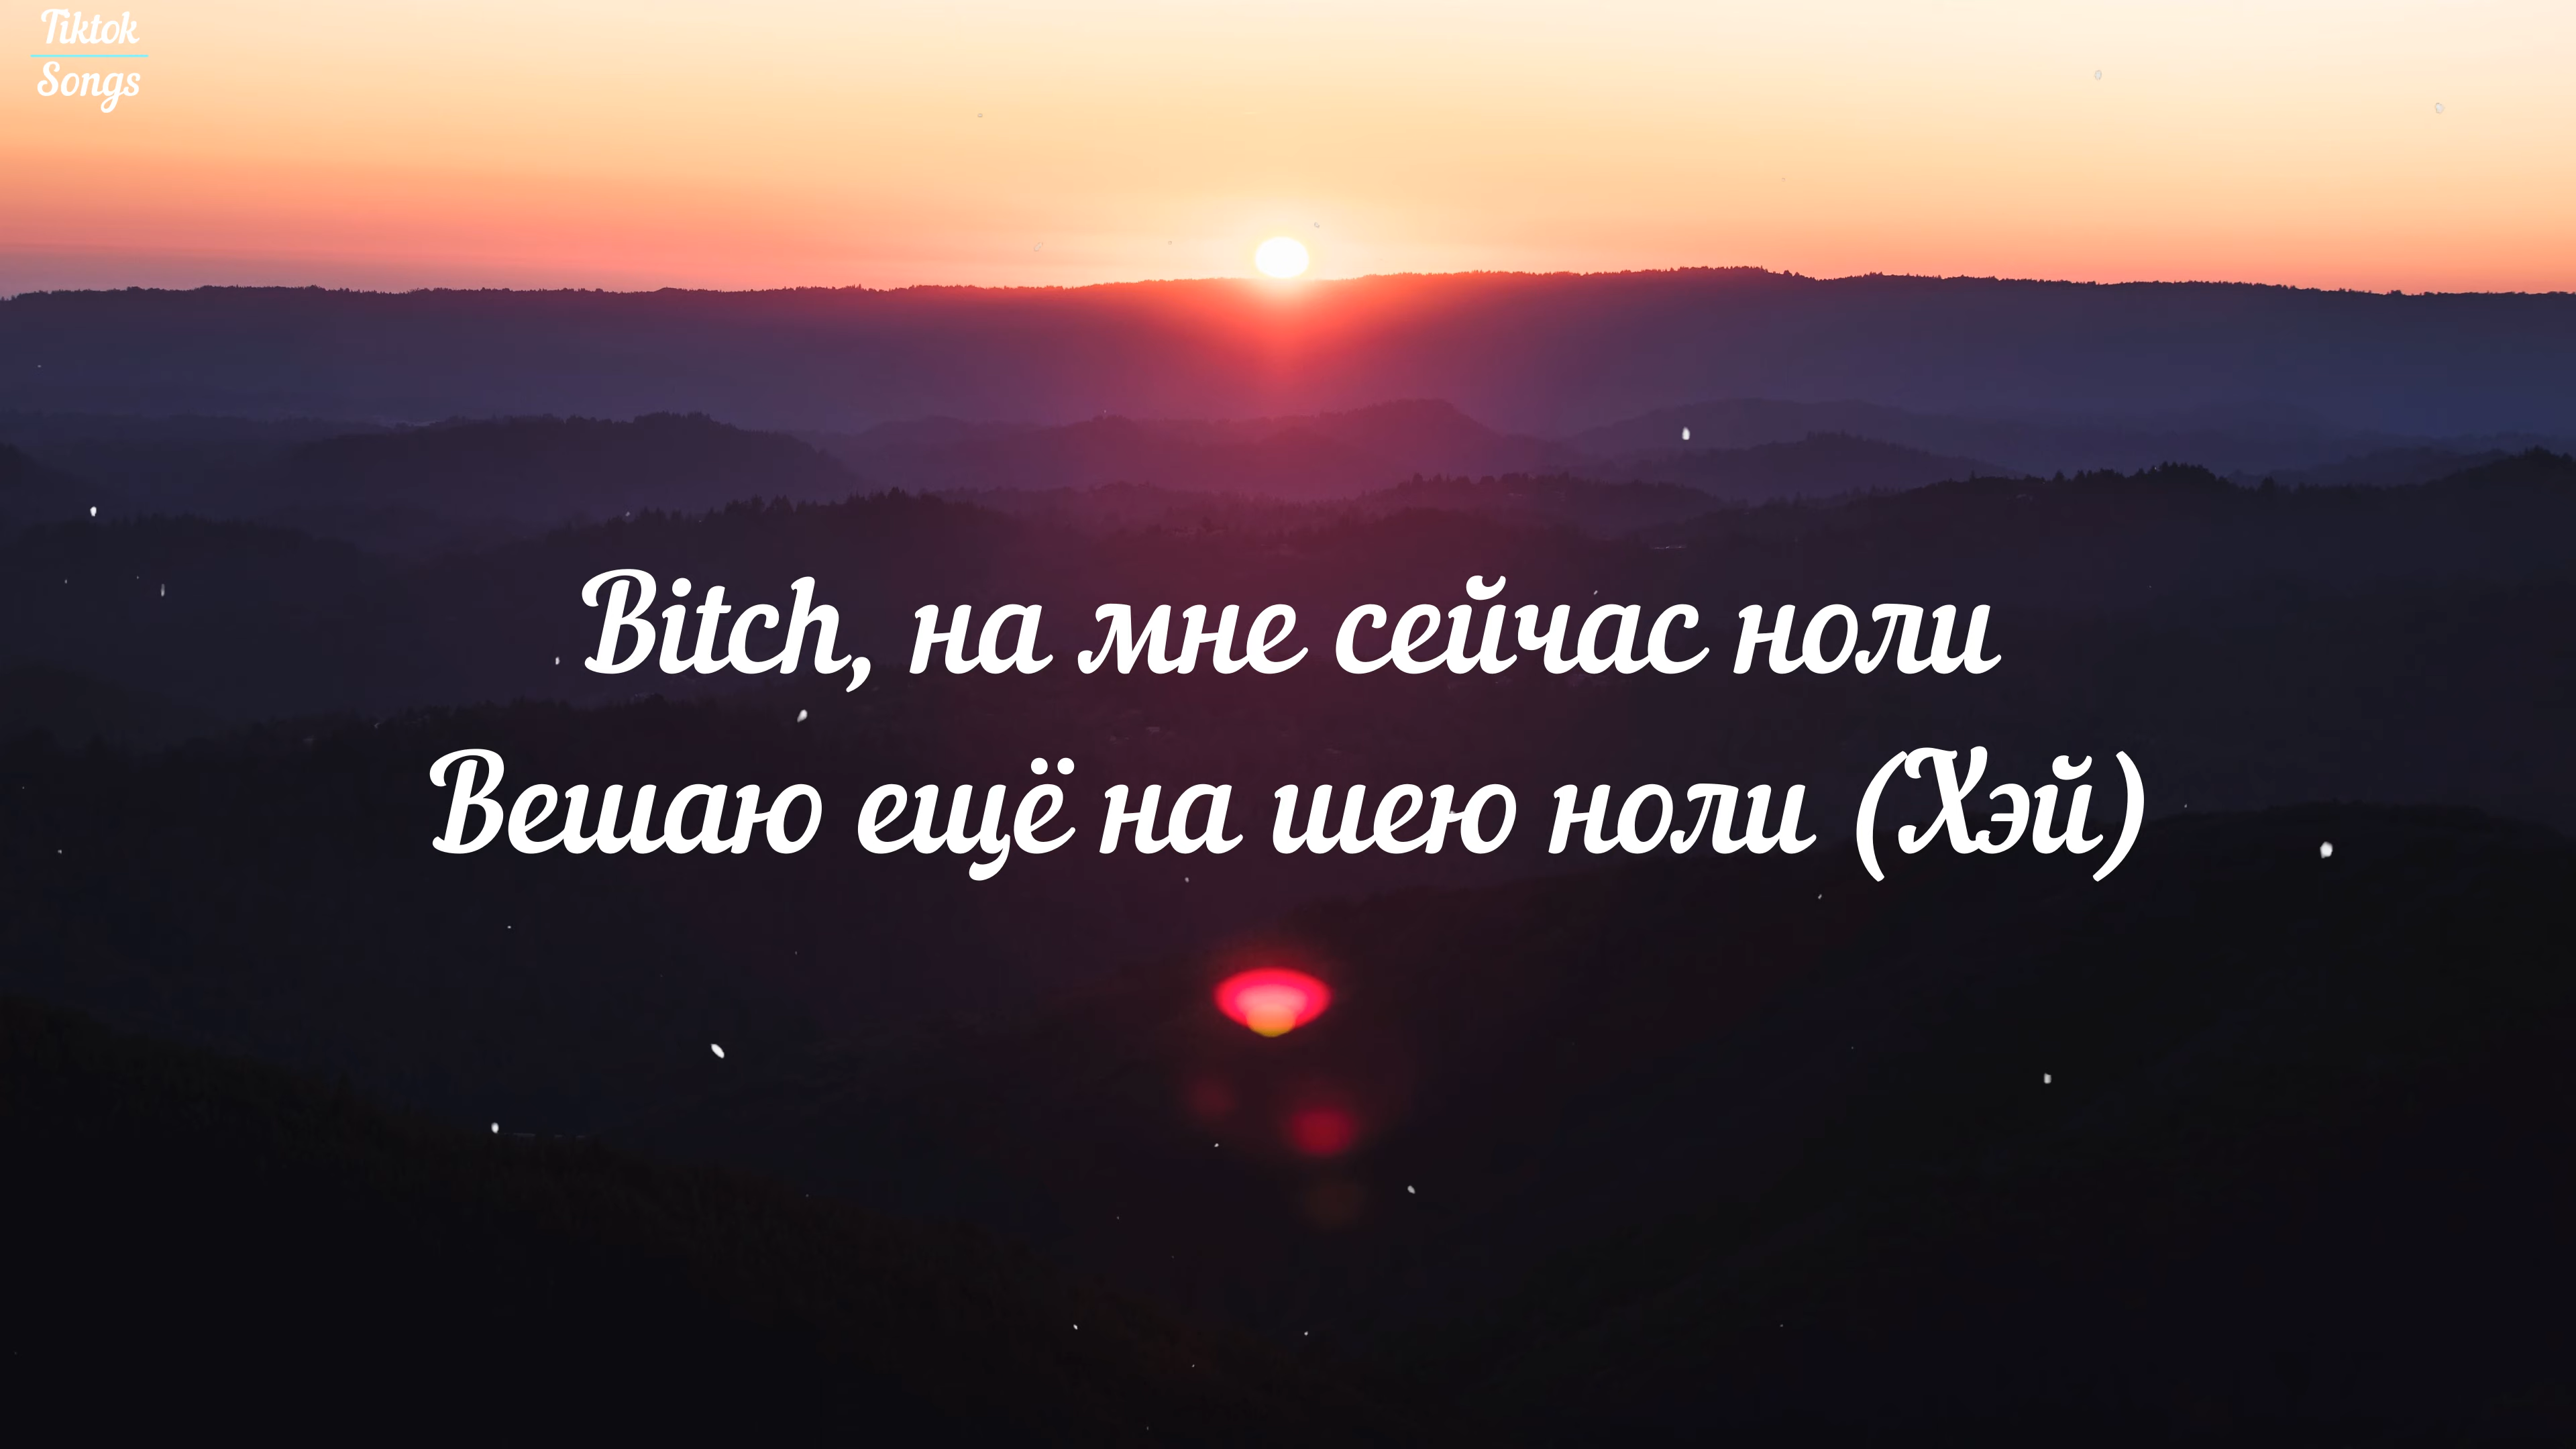 Tiktok
Songs
Bitch, на мне сейчас ноли
Вешаю ещё на шею ноли (Хэй)